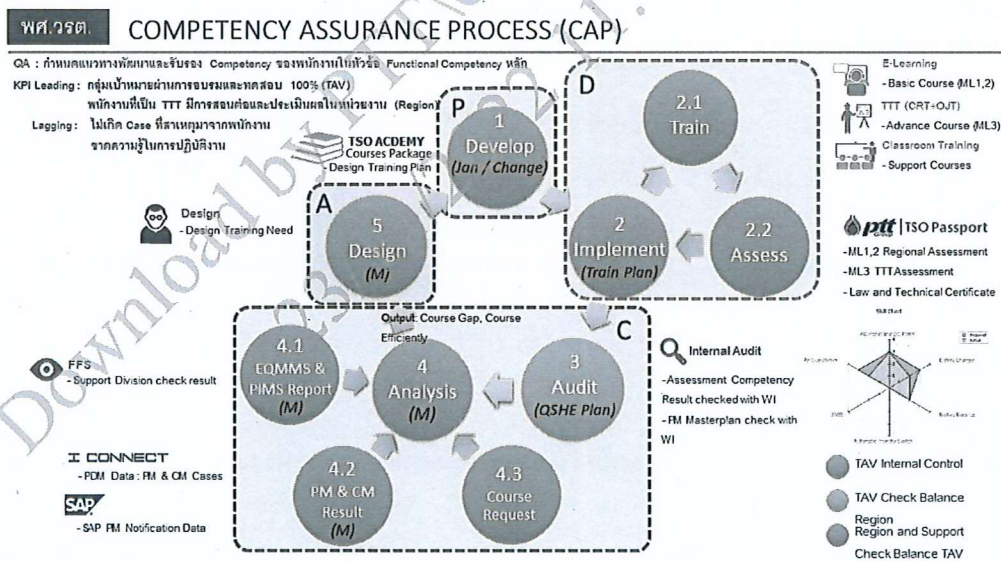 พศ.วรต.
COMPETENCY ASSURANCE PROCESS (CAP)
QA : กำหนดแนวทางพัฒนาและรับรอง Competency ของพนักงานในหัวข้อ Functional Competency หลัก
KPI Leading : กลุ่มเป้าหมายผ่านการอบรมและทดสอบ 100% (TAV)
พนักงานที่เป็น TTT มีการสอนต่อและประเมินผลในหน่วยงาน (Region)
Lagging : ไม่เกิด Case ที่สาเหตุมาจากพนักงาน
ขาดความรู้ในการปฏิบัติงาน
TSO ACDEMY
Courses Package
- Design Training Plan
P
1
Develop
(Jan / Change)
D
2.1
Train
2
Implement
(Train Plan)
2.2
Assess
E-Learning
- Basic Course (ML1,2)
TTT (CRT+OJT)
-Advance Course (ML3)
Classroom Training
- Support Courses
A
5
Design
(M)
Design
- Design Training Need
ptt Group | TSO Passport
-ML1,2 Regional Assessment
-ML3 TTTAssessment
-Law and Technical Certificate
Output: Course Gap, Course
Efficiently
C
4.1
EQMMS &
PIMS Report
(M)
4
Analysis
(M)
3
Audit
(QSHE Plan)
4.2
PM & CM
Result
(M)
4.3
Course
Request
FFS
- Support Division check result
I CONNECT
- PDM Data : PM & CM Cases
SAP
- SAP PM Notification Data
Internal Audit
-Assessment Competency
Result checked with WI
-PM Masterplan check with
WI
TAV Internal Control
TAV Check Balance
Region
Region and Support
Check Balance TAV
Download by PTT